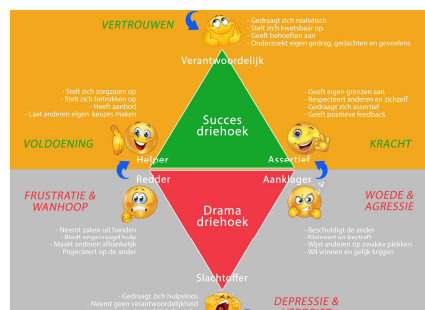 VERTROUWEN
- Gedraagt zich realistisch
- Stelt zich kwetsbaar op
- Geeft behoeften aan
- Onderzoekt eigen gedrag, gedachten en gevoelens
Verantwoordelijk
- Stelt zich zorgzaam op
- Stelt zich betrokken op
- Heeft aanbod
- Laat anderen eigen keuzes maken
- Geeft eigen grenzen aan
- Respecteert anderen en zichzelf
- Gedraagt zich assertief
- Geeft positieve feedback
Succes
driehoek
VOLDOENING
KRACHT
Helper
Assertief
Redder
Aanklager
FRUSTRATIE &
WANHOOP
WOEDE &
AGRESSIE
Drama
driehoek
- Neemt zaken uit handen
- Biedt ongevraagd hulp
- Maakt anderen afhankelijk
- Projecteert op de ander
- Beschuldigt de ander
- Kleineert en bestraft
- Wijst anderen op zwakke plekken
- Wil winnen en gelijk krijgen
Slachtoffer
- Gedraagt zich hulpeloos
- Neemt geen verantwoordelijkheid
DEPRESSIE &